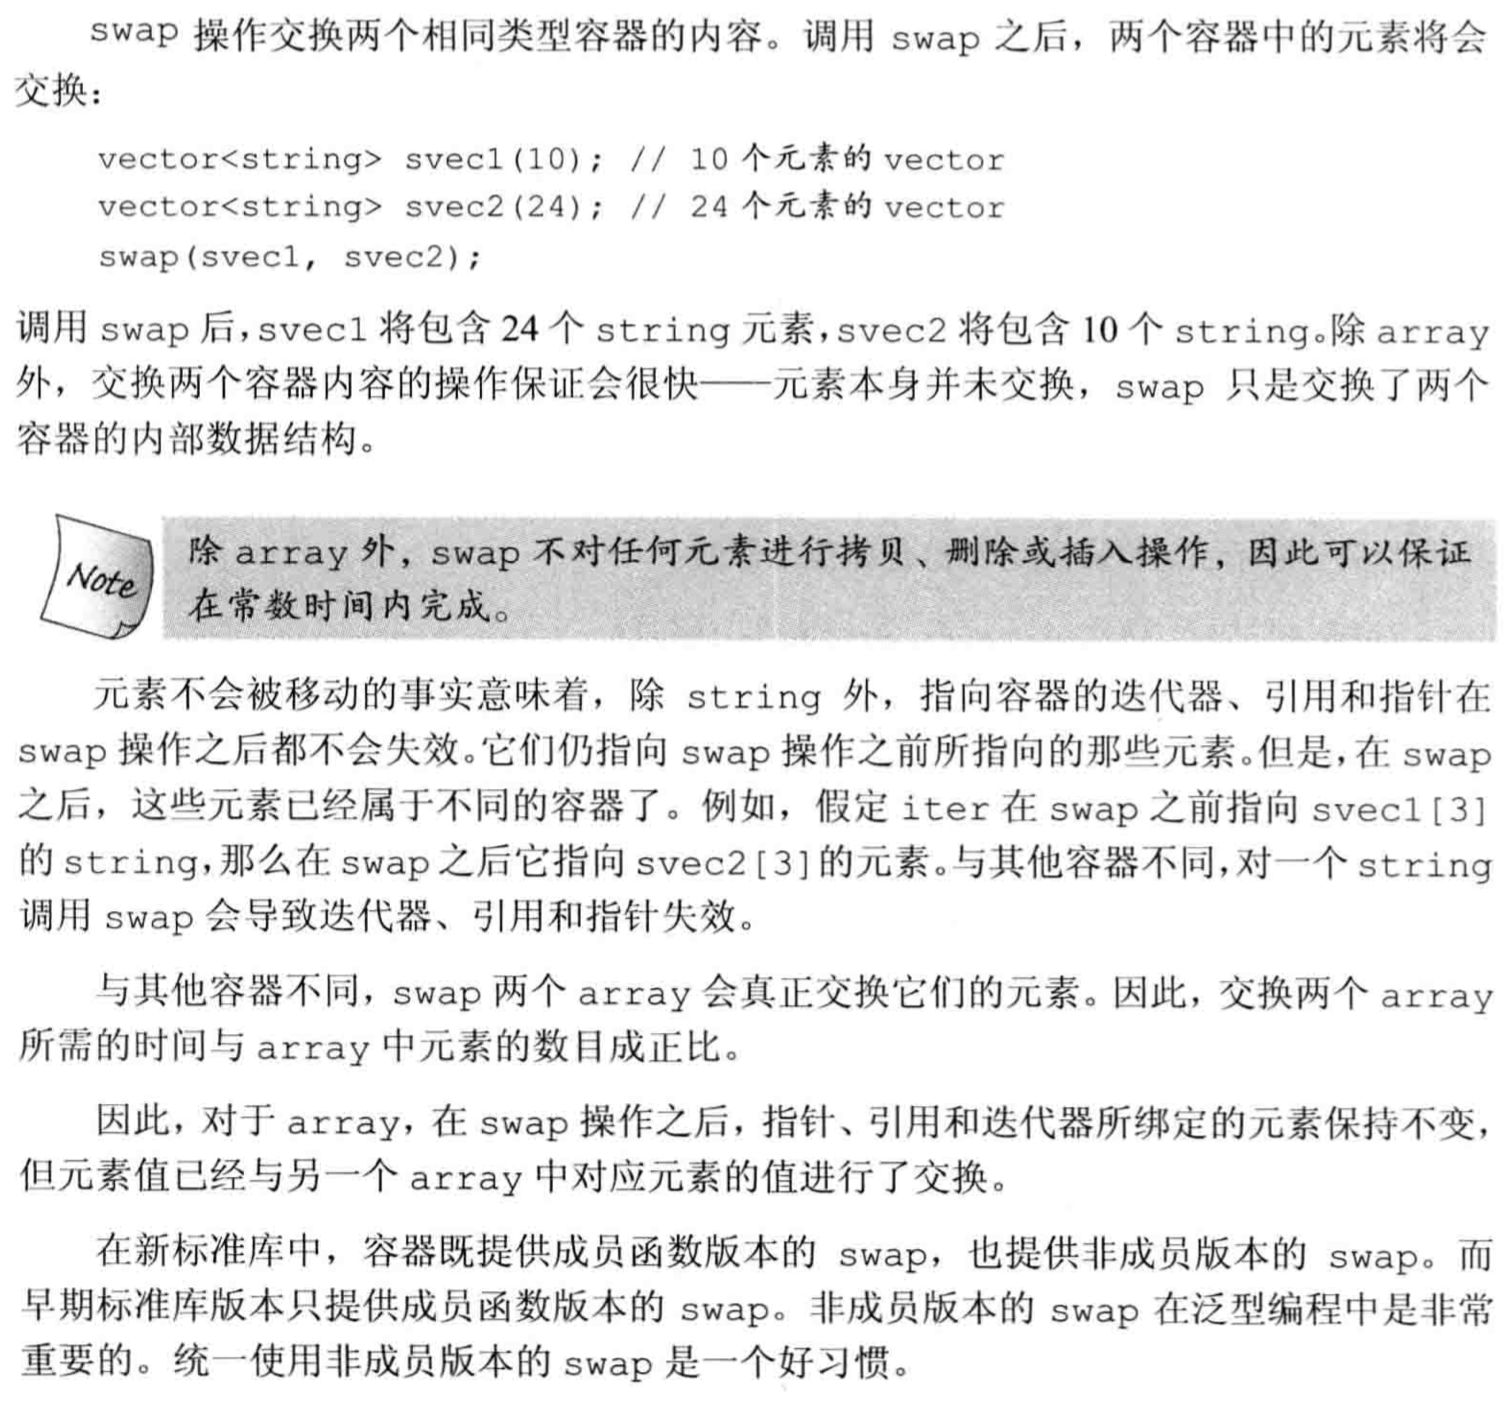 swap 操作交换两个相同类型容器的内容。调用 swap 之后，两个容器中的元素将会
交换：
vector<string> svec1(10); // 10 个元素的 vector
vector<string> svec2(24); // 24 个元素的 vector
swap(svec1, svec2);
调用 swap 后，svec1 将包含 24 个 string 元素，svec2 将包含 10 个 string。除 array
外，交换两个容器内容的操作保证会很快——元素本身并未交换，swap 只是交换了两个
容器的内部数据结构。
Note
除 array 外，swap 不对任何元素进行拷贝、删除或插入操作，因此可以保证
在常数时间内完成。
元素不会被移动的事实意味着，除 string 外，指向容器的迭代器、引用和指针在
swap 操作之后都不会失效。它们仍指向 swap 操作之前所指向的那些元素。但是，在 swap
之后，这些元素已经属于不同的容器了。例如，假定 iter 在 swap 之前指向 svec1[3]
的 string，那么在 swap 之后它指向 svec2[3]的元素。与其他容器不同，对一个 string
调用 swap 会导致迭代器、引用和指针失效。
与其他容器不同，swap 两个 array 会真正交换它们的元素。因此，交换两个 array
所需的时间与 array 中元素的数目成正比。
因此，对于 array，在 swap 操作之后，指针、引用和迭代器所绑定的元素保持不变，
但元素值已经与另一个 array 中对应元素的值进行了交换。
在新标准库中，容器既提供成员函数版本的 swap，也提供非成员版本的 swap。而
早期标准库版本只提供成员函数版本的 swap。非成员版本的 swap 在泛型编程中是非常
重要的。统一使用非成员版本的 swap 是一个好习惯。